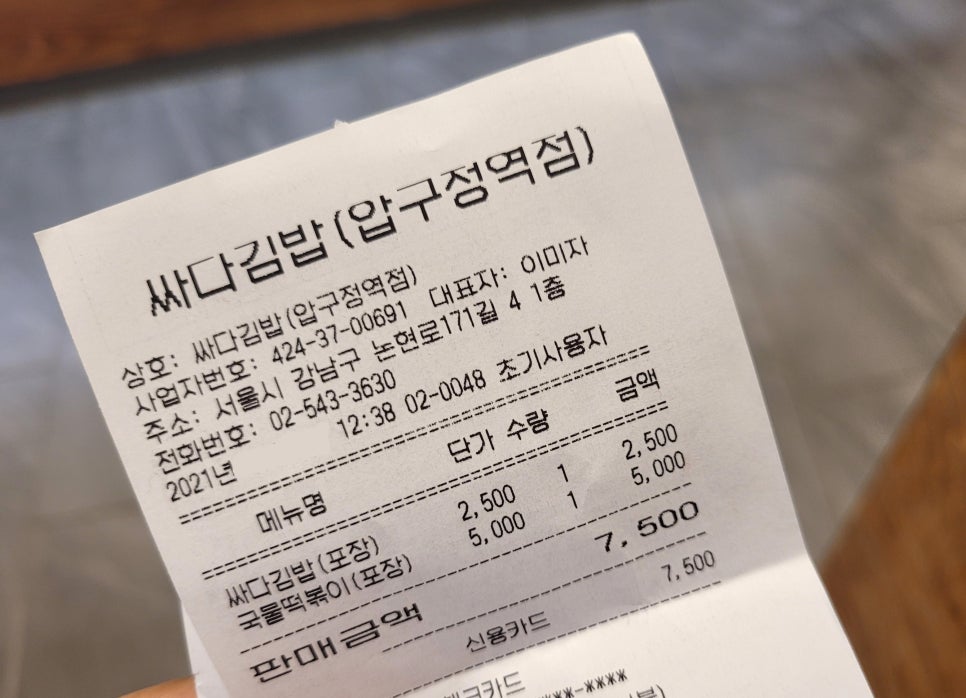 싸다김밥(압구정역점)
상호: 싸다김밥(압구정역점)
사업자번호: 424-37-00691 대표자: 이미자
주소: 서울시 강남구 논현로171길 4 1층
전화번호: 02-543-3630
2021년 12:38 02-0048 초기사용자
메뉴명 단가 수량 금액
싸다김밥(포장) 2,500 1 2,500
국물떡볶이(포장) 5,000 1 5,000
판매금액 7,500
신용카드 7,500
크카드
**-****